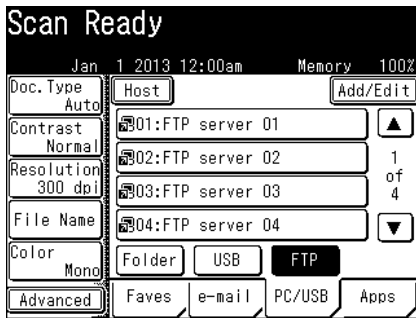 Scan Ready
Jan 1 2013 12:00am Memory 100%
Doc.Type
Auto
Host
Add/Edit
Contrast
Normal
01:FTP server 01
Resolution
300 dpi
02:FTP server 02
1
of
4
03:FTP server 03
File Name
04:FTP server 04
Color
Mono
Folder USB FTP
Advanced
Faves e-mail PC/USB Apps